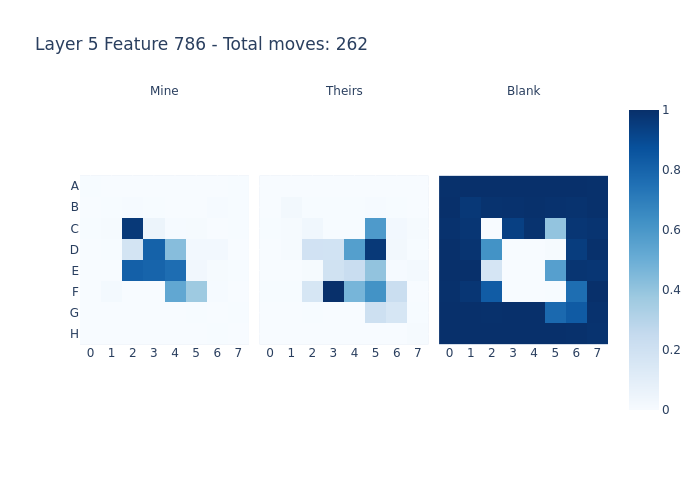 Layer 5 Feature 786 - Total moves: 262
Mine
Theirs
Blank
A
B
C
D
E
F
G
H
0 1 2 3 4 5 6 7
0 1 2 3 4 5 6 7
0 1 2 3 4 5 6 7
1
0.8
0.6
0.4
0.2
0